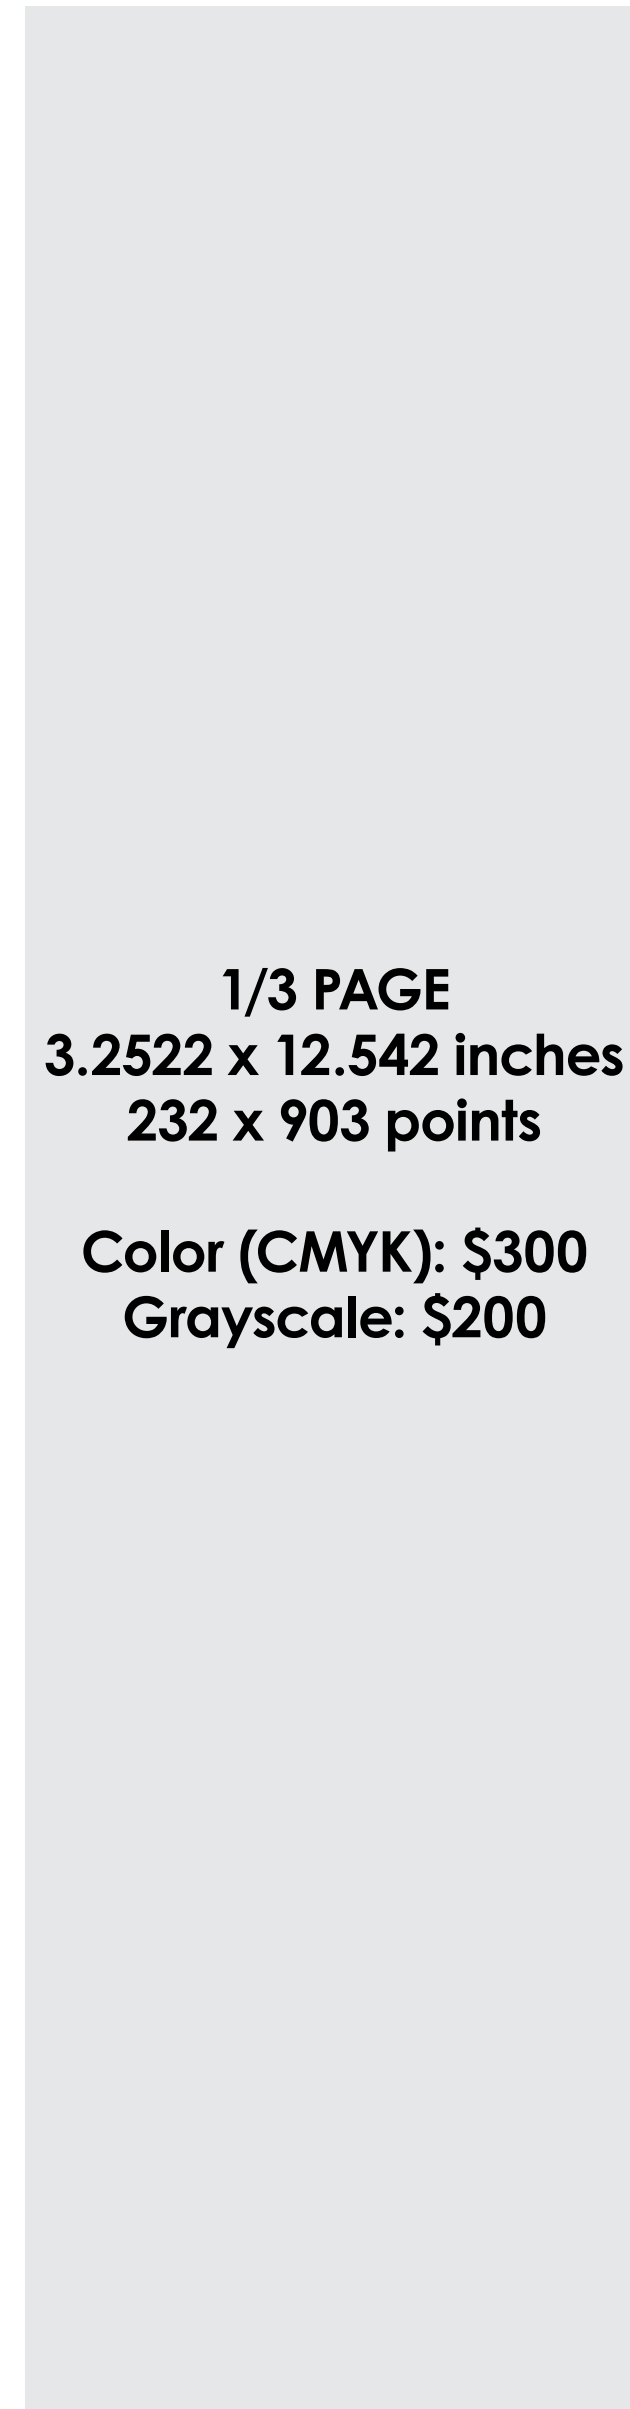 1/3 PAGE
3.2522 x 12.542 inches
232 x 903 points
Color (CMYK): $300
Grayscale: $200